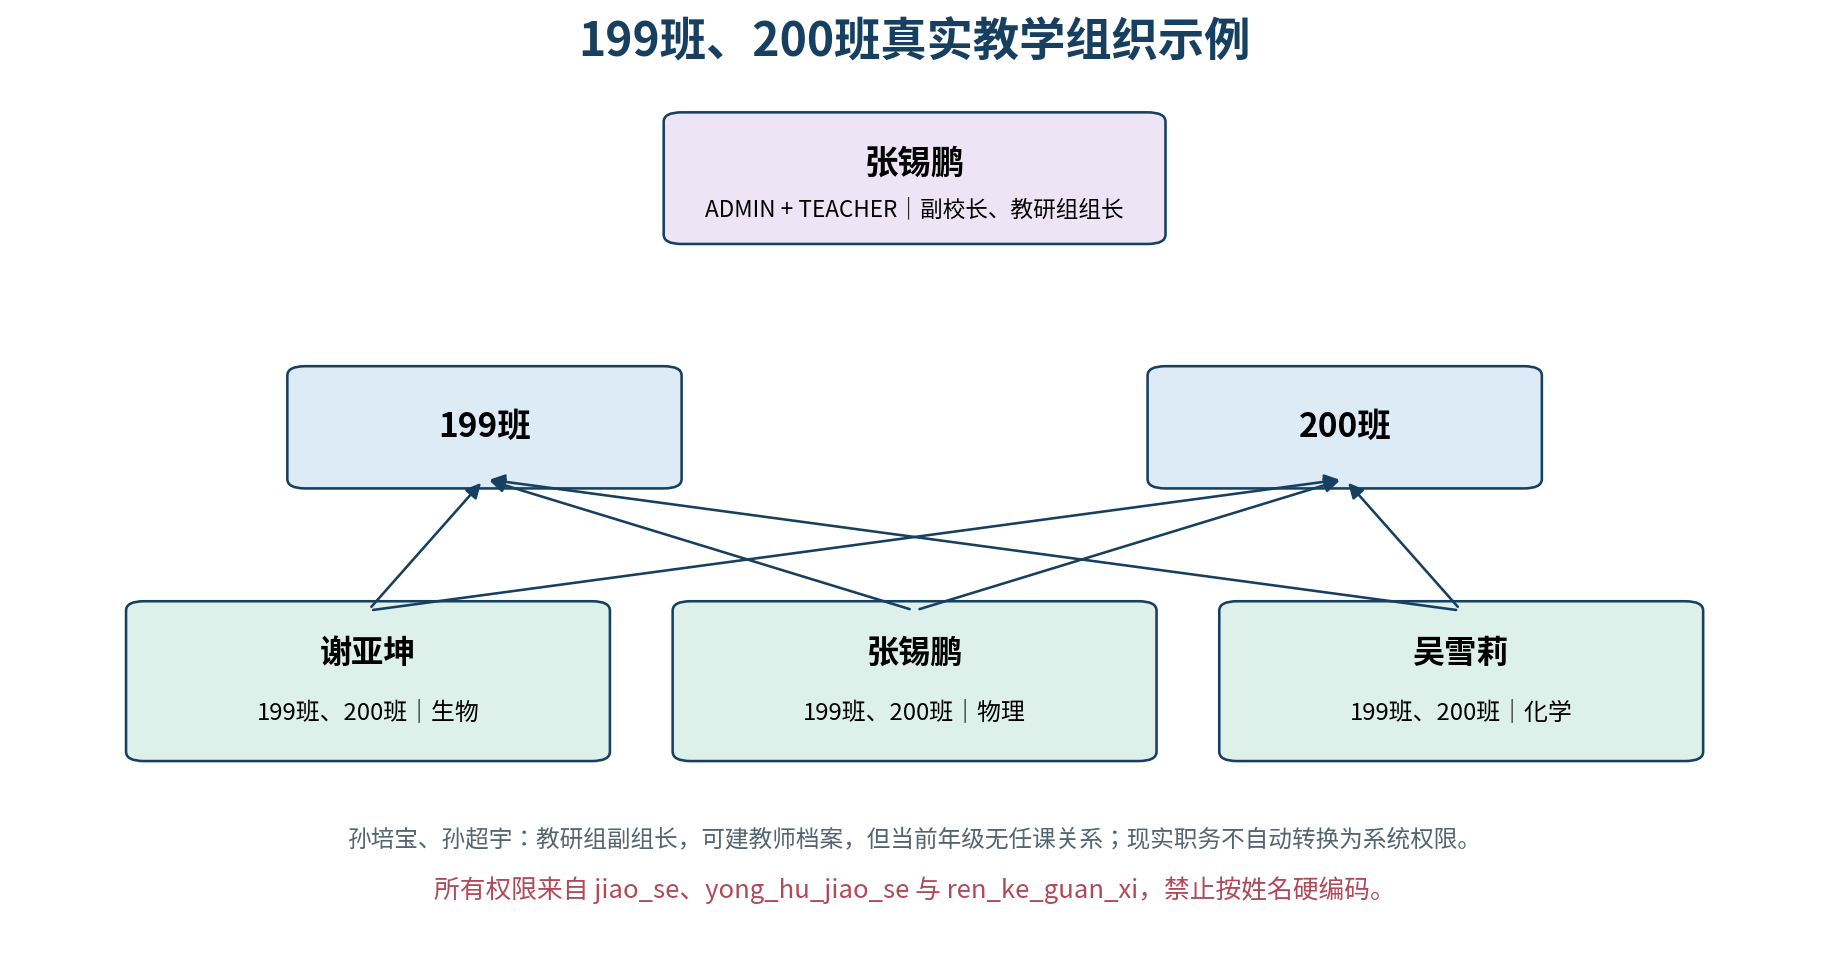 199班、200班真实教学组织示例
张锡鹏
ADMIN + TEACHER｜副校长、教研组组长
199班
200班
谢亚坤
199班、200班｜生物
张锡鹏
199班、200班｜物理
吴雪莉
199班、200班｜化学
孙培宝、孙超宇：教研组副组长，可建教师档案，但当前年级无任课关系；现实职务不自动转换为系统权限。
所有权限来自 jiao_se、yong_hu_jiao_se 与 ren_ke_guan_xi，禁止按姓名硬编码。